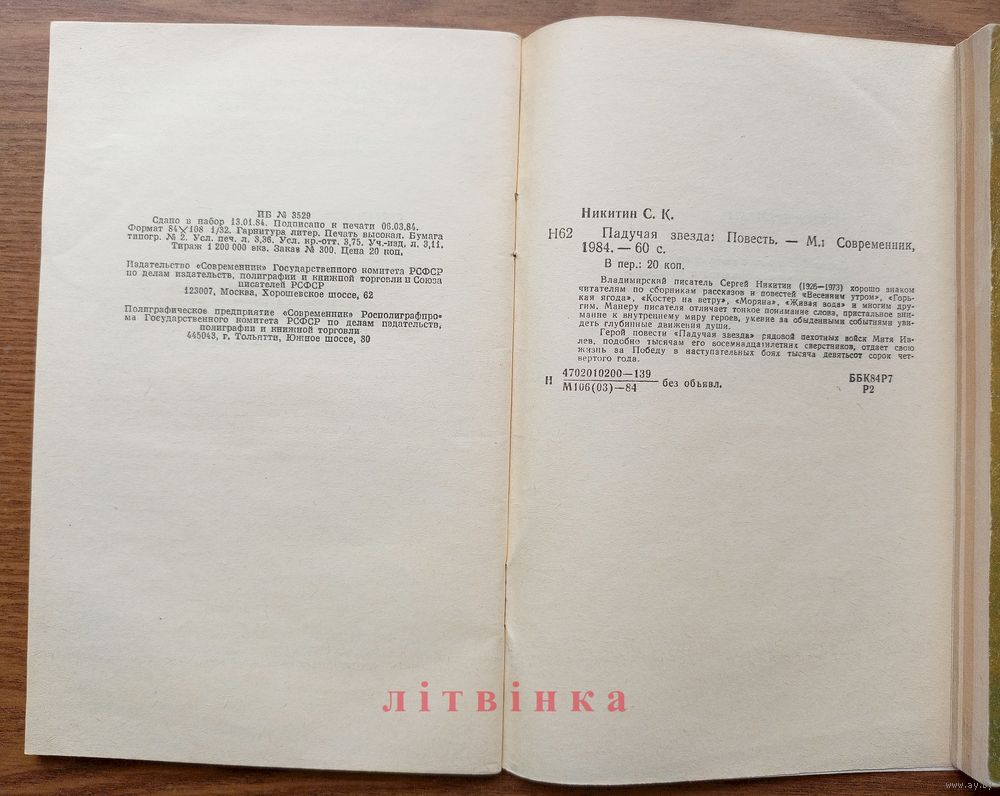 ИБ № 3529
Сдано в набор 13.01.84. Подписано к печати 06.03.84.
Формат 84×108 1/32. Гарнитура литер. Печать высокая. Бумага
типогр. № 2. Усл. печ. л. 3,36. Усл. кр.-отт. 3,75. Уч.-изд. л. 3,11.
Тираж 1 200 000 экз. Заказ № 300. Цена 20 коп.
Издательство «Современник» Государственного комитета РСФСР
по делам издательств, полиграфии и книжной торговли и Союза
писателей РСФСР
123007, Москва, Хорошевское шоссе, 62
Полиграфическое предприятие «Современник» Росполиграфпро-
ма Государственного комитета РСФСР по делам издательств,
полиграфии и книжной торговли
445043, г. Тольятти, Южное шоссе, 30
Никитин С. К.
Н62 Падучая звезда: Повесть. — М.: Современник,
1984. — 60 с.
В пер.: 20 коп.
Владимирский писатель Сергей Никитин (1926—1973) хорошо знаком
читателям по сборникам рассказов и повестей «Весенним утром», «Горь-
кая ягода», «Костер на ветру», «Моряна», «Живая вода» и многим дру-
гим. Манеру писателя отличает тонкое понимание слова, пристальное вни-
мание к внутреннему миру героев, умение за обыденными событиями уви-
деть глубинные движения души.
Герой повести «Падучая звезда» рядовой пехотных войск Митя Ив-
лев, подобно тысячам его восемнадцатилетних сверстников, отдает свою
жизнь за Победу в наступательных боях тысяча девятьсот сорок чет-
вертого года.
Н 4702010200—139
М106(03)—84 без объявл.
ББК84Р7
Р2
літвінка
www.ay.by